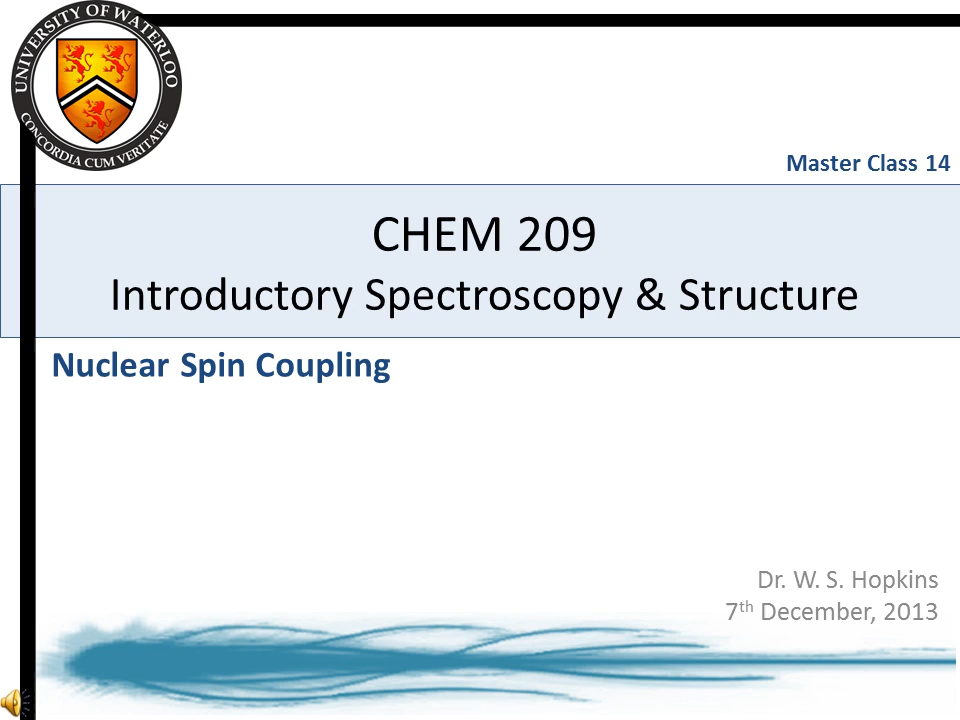 UNIVERSITY OF WATERLOO
CONCORDIA CUM VERITATE
Master Class 14
CHEM 209
Introductory Spectroscopy & Structure
Nuclear Spin Coupling
Dr. W. S. Hopkins
7th December, 2013